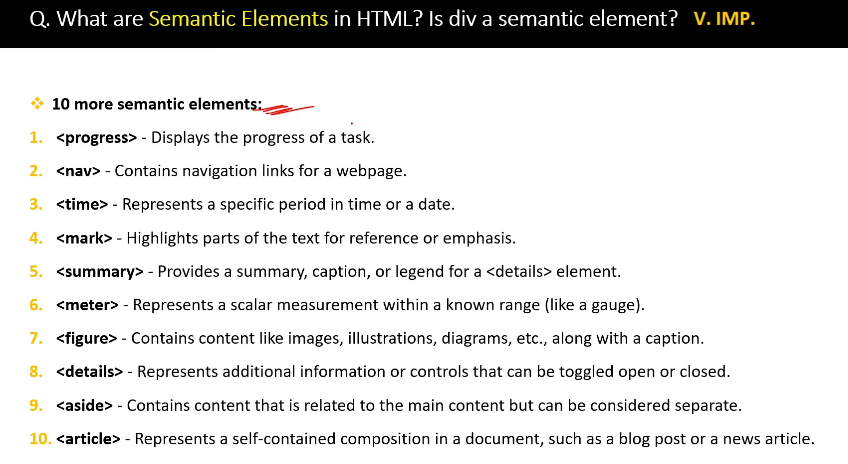 Q. What are Semantic Elements in HTML? Is div a semantic element? V. IMP.
❖ 10 more semantic elements:
1. <progress> - Displays the progress of a task.
2. <nav> - Contains navigation links for a webpage.
3. <time> - Represents a specific period in time or a date.
4. <mark> - Highlights parts of the text for reference or emphasis.
5. <summary> - Provides a summary, caption, or legend for a <details> element.
6. <meter> - Represents a scalar measurement within a known range (like a gauge).
7. <figure> - Contains content like images, illustrations, diagrams, etc., along with a caption.
8. <details> - Represents additional information or controls that can be toggled open or closed.
9. <aside> - Contains content that is related to the main content but can be considered separate.
10. <article> - Represents a self-contained composition in a document, such as a blog post or a news article.